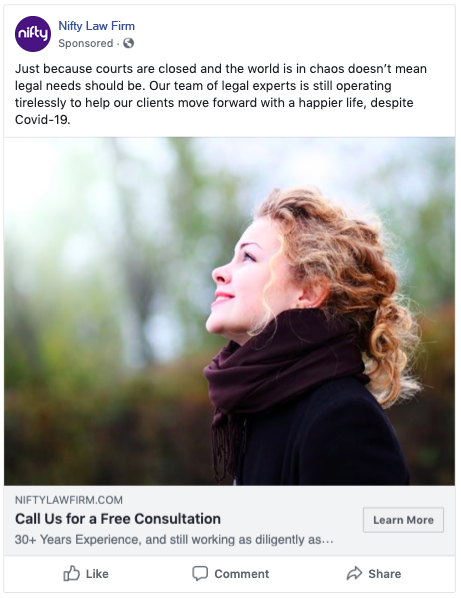 nifty
Nifty Law Firm
Sponsored ·
Just because courts are closed and the world is in chaos doesn’t mean
legal needs should be. Our team of legal experts is still operating
tirelessly to help our clients move forward with a happier life, despite
Covid-19.
NIFTYLAWFIRM.COM
Call Us for a Free Consultation
Learn More
30+ Years Experience, and still working as diligently as…
Like
Comment
Share